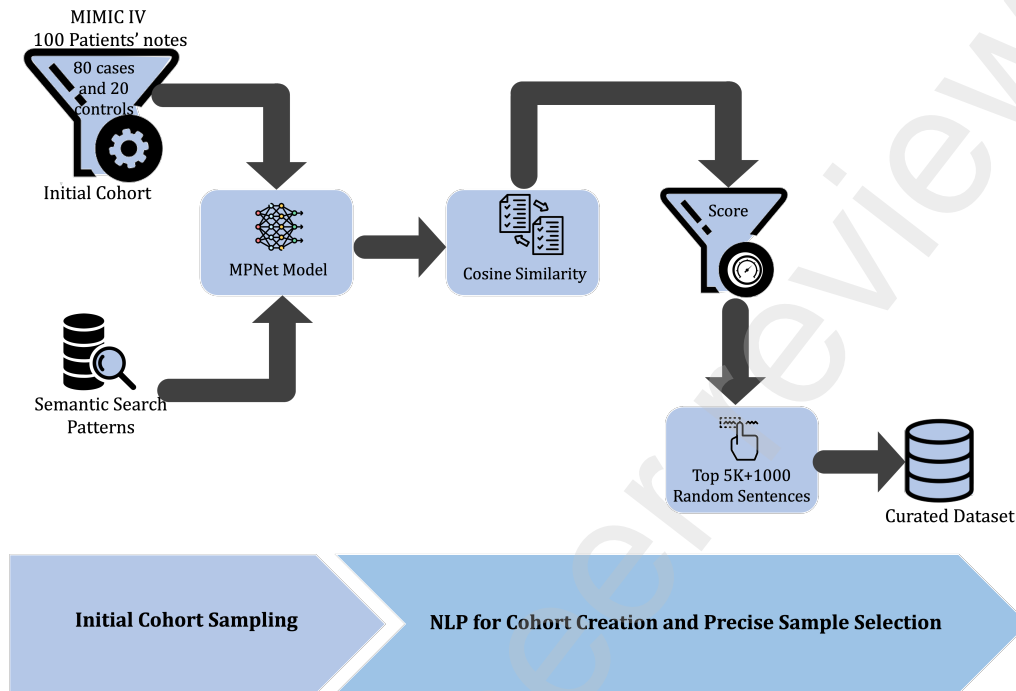 MIMIC IV
100 Patients’ notes
80 cases
and 20
controls
Initial Cohort
MPNet Model
Semantic Search
Patterns
Cosine Similarity
Score
Top 5K+1000
Random Sentences
Curated Dataset
Initial Cohort Sampling
NLP for Cohort Creation and Precise Sample Selection
eer review